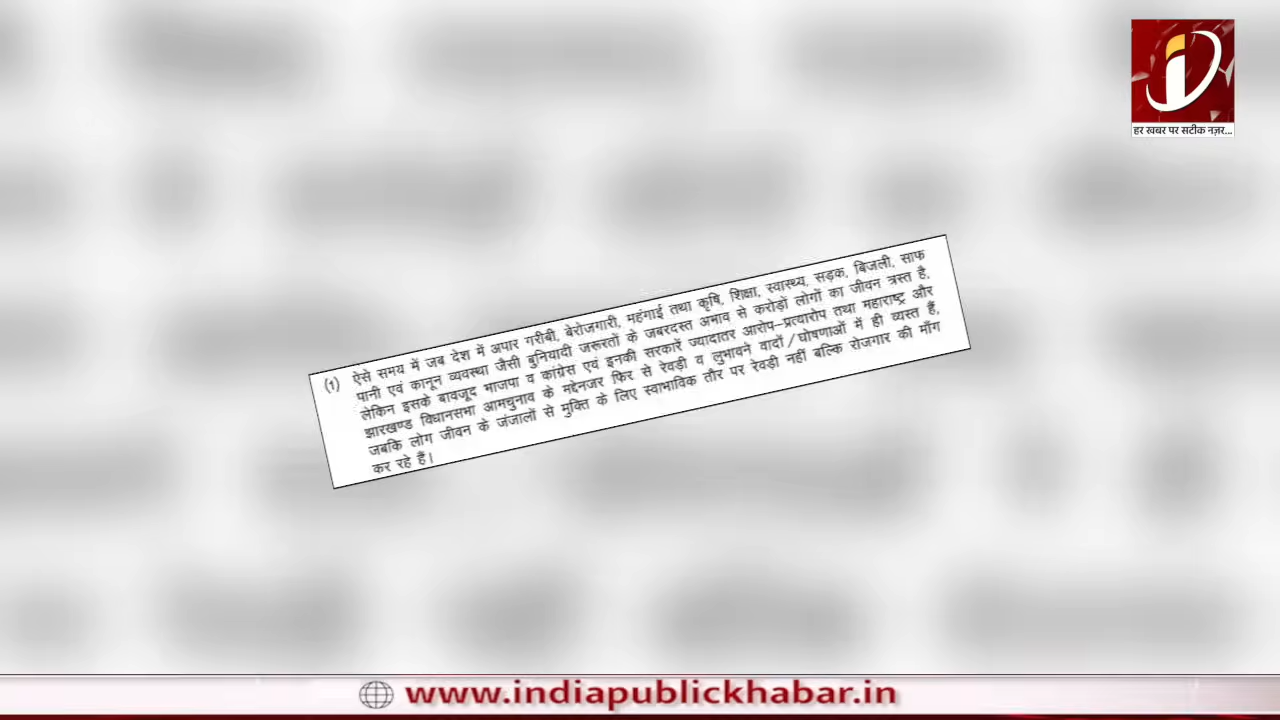 हर खबर पर सटीक नज़र...
(1) ऐसे समय में जब देश में अपार गरीबी, बेरोजगारी, महंगाई तथा कृषि, शिक्षा, स्वास्थ्य, सड़क, बिजली, साफ
पानी एवं कानून व्यवस्था जैसी बुनियादी जरूरतों के जबरदस्त अभाव से करोड़ों लोगों का जीवन त्रस्त है,
लेकिन इसके बावजूद भाजपा व कांग्रेस एवं इनकी सरकारें ज्यादातर आरोप-प्रत्यारोप तथा महाराष्ट्र और
झारखण्ड विधानसभा आमचुनाव के मद्देनजर फिर से रेवड़ी व लुभावने वादों/घोषणाओं में ही व्यस्त हैं,
जबकि लोग जीवन के जंजालों से मुक्ति के लिए स्वाभाविक तौर पर रेवड़ी नहीं बल्कि रोजगार की माँग
कर रहे हैं।
www.indiapublickhabar.in